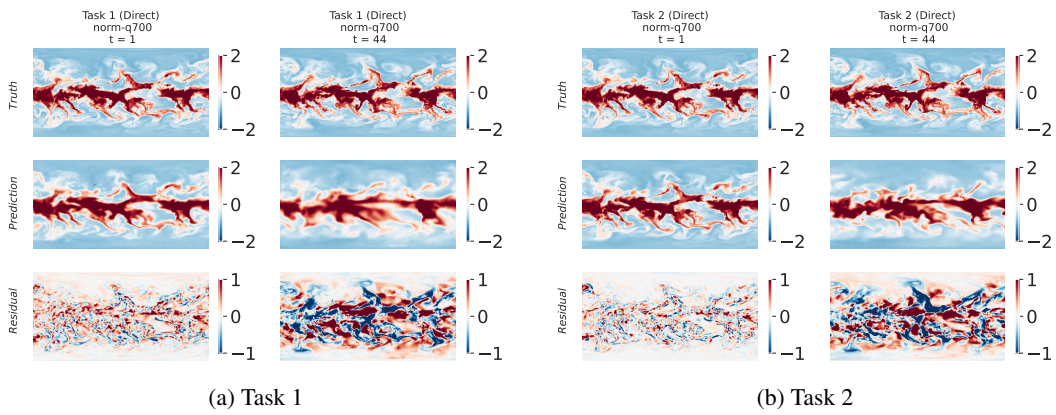 Task 1 (Direct)
norm-q700
t = 1
Task 1 (Direct)
norm-q700
t = 44
Task 2 (Direct)
norm-q700
t = 1
Task 2 (Direct)
norm-q700
t = 44
Truth
2
0
−2
2
0
−2
Truth
2
0
−2
2
0
−2
Prediction
2
0
−2
2
0
−2
Prediction
2
0
−2
2
0
−2
Residual
1
0
−1
1
0
−1
Residual
1
0
−1
1
0
−1
(a) Task 1
(b) Task 2